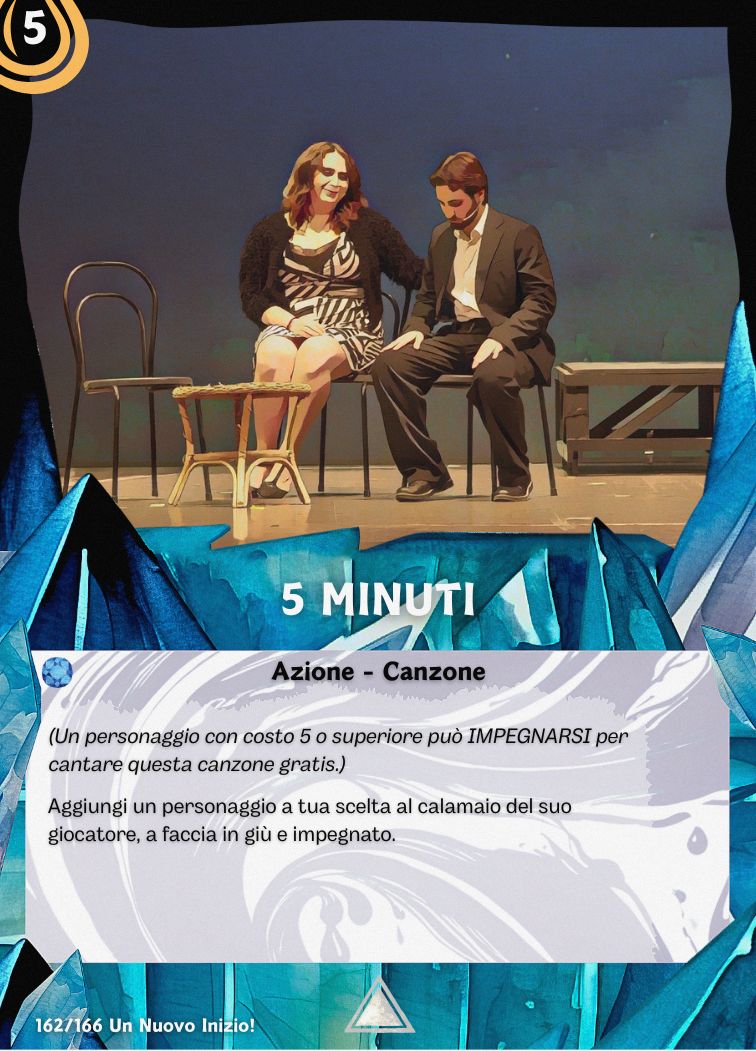 5
5 MINUTI
Azione - Canzone
(Un personaggio con costo 5 o superiore può IMPEGNARSI per
cantare questa canzone gratis.)
Aggiungi un personaggio a tua scelta al calamaio del suo
giocatore, a faccia in giù e impegnato.
162/166 Un Nuovo Inizio!